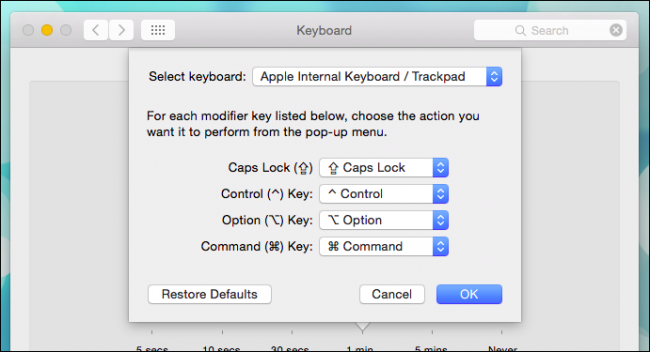 Keyboard
Search
Select keyboard: Apple Internal Keyboard / Trackpad
For each modifier key listed below, choose the action you
want it to perform from the pop-up menu.
Caps Lock (⇪) ⇪ Caps Lock
Control (^) Key: ^ Control
Option (⌥) Key: ⌥ Option
Command (⌘) Key: ⌘ Command
Restore Defaults Cancel OK
5 secs 10 secs 30 secs 1 min 5 mins Never